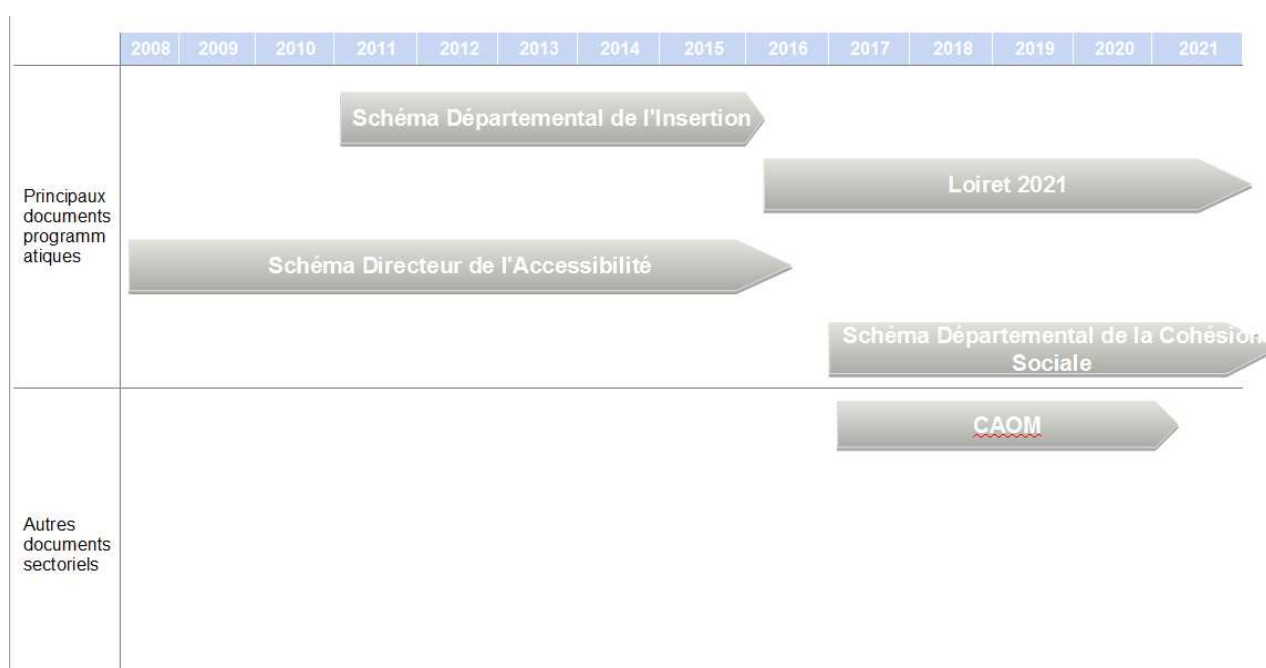 2008 2009 2010 2011 2012 2013 2014 2015 2016 2017 2018 2019 2020 2021
Schéma Départemental de l'Insertion
Loiret 2021
Principaux
documents
programm
atiques
Schéma Directeur de l'Accessibilité
Schéma Départemental de la Cohésion
Sociale
CAOM
Autres
documents
sectoriels